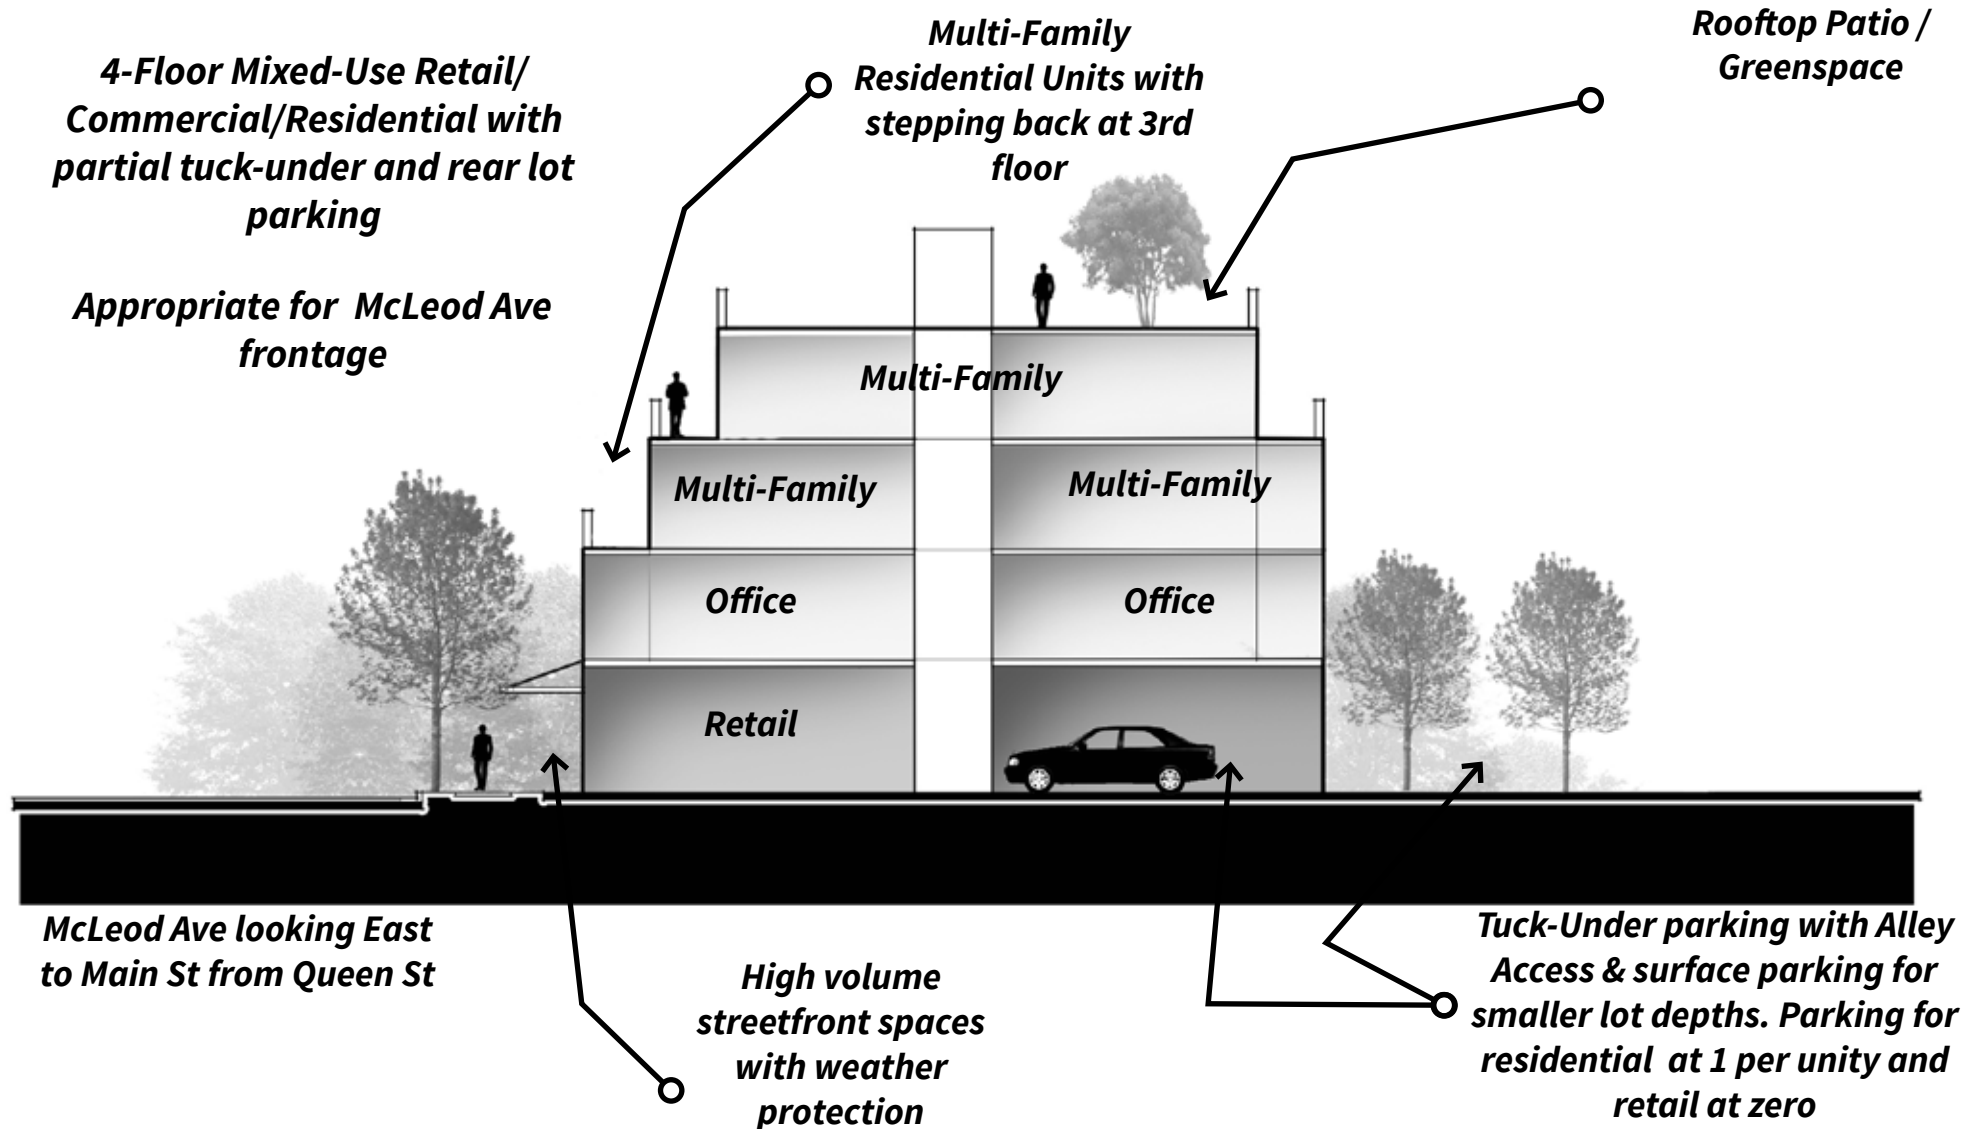 4-Floor Mixed-Use Retail/
Commercial/Residential with
partial tuck-under and rear lot
parking
Appropriate for McLeod Ave
frontage
Multi-Family
Residential Units with
stepping back at 3rd
floor
Rooftop Patio /
Greenspace
Multi-Family
Multi-Family
Multi-Family
Office
Office
Retail
McLeod Ave looking East
to Main St from Queen St
High volume
streetfront spaces
with weather
protection
Tuck-Under parking with Alley
Access & surface parking for
smaller lot depths. Parking for
residential at 1 per unity and
retail at zero